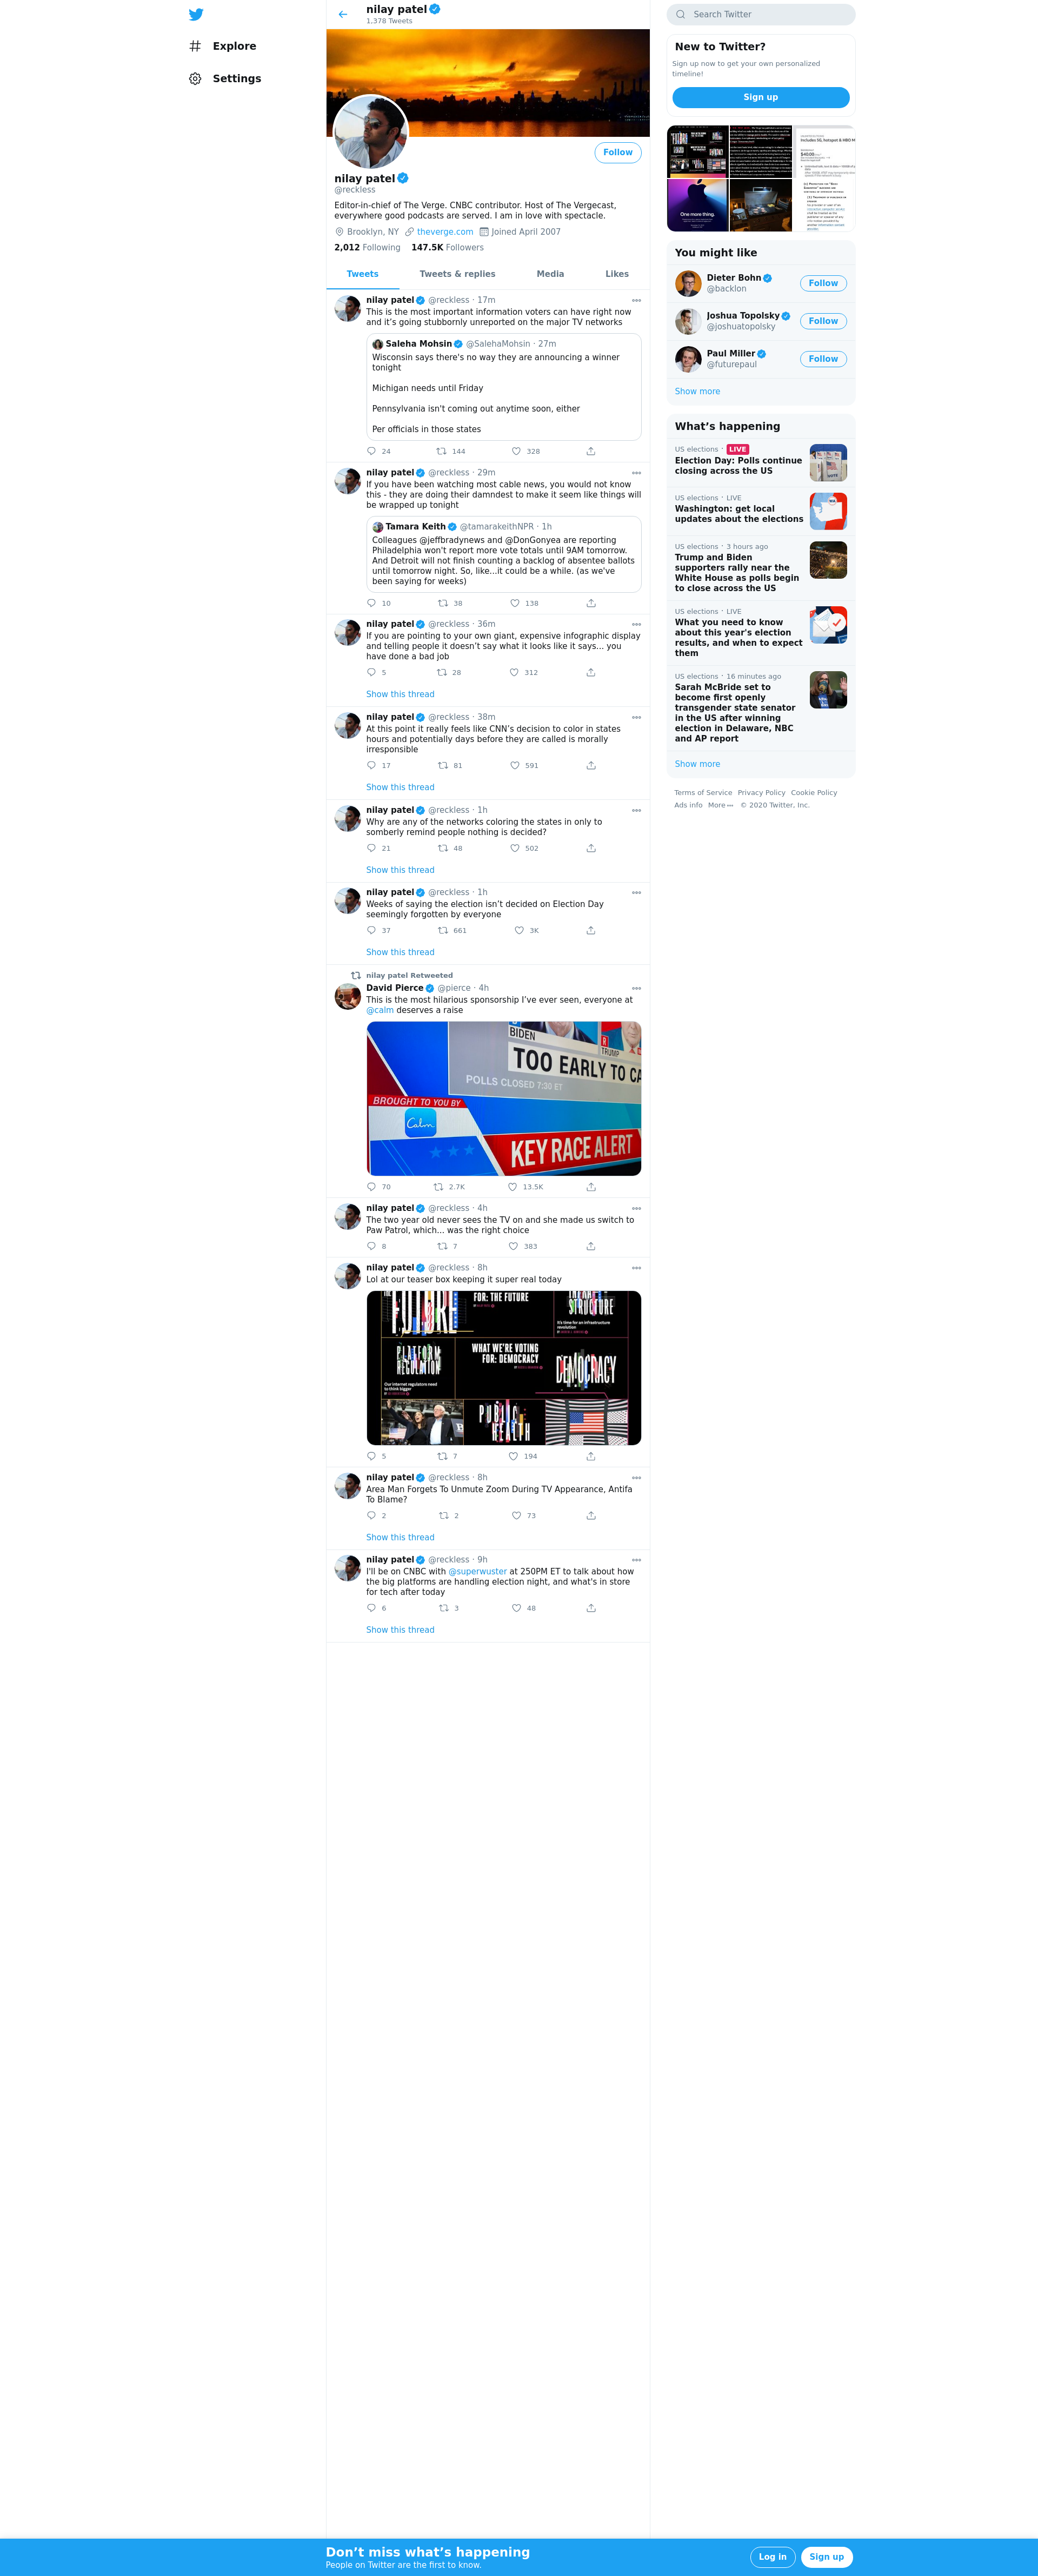 Explore
Settings
nilay patel
1,378 Tweets
Follow
nilay patel
@reckless
Editor-in-chief of The Verge. CNBC contributor. Host of The Vergecast,
everywhere good podcasts are served. I am in love with spectacle.
Brooklyn, NY theverge.com Joined April 2007
2,012 Following 147.5K Followers
Tweets Tweets & replies Media Likes
nilay patel @reckless · 17m
This is the most important information voters can have right now
and it’s going stubbornly unreported on the major TV networks
Saleha Mohsin @SalehaMohsin · 27m
Wisconsin says there's no way they are announcing a winner
tonight
Michigan needs until Friday
Pennsylvania isn't coming out anytime soon, either
Per officials in those states
24 144 328
nilay patel @reckless · 29m
If you have been watching most cable news, you would not know
this - they are doing their damndest to make it seem like things will
be wrapped up tonight
Tamara Keith @tamarakeithNPR · 1h
Colleagues @jeffbradynews and @DonGonyea are reporting
Philadelphia won't report more vote totals until 9AM tomorrow.
And Detroit will not finish counting a backlog of absentee ballots
until tomorrow night. So, like...it could be a while. (as we've
been saying for weeks)
10 38 138
nilay patel @reckless · 36m
If you are pointing to your own giant, expensive infographic display
and telling people it doesn’t say what it looks like it says... you
have done a bad job
5 28 312
Show this thread
nilay patel @reckless · 38m
At this point it really feels like CNN’s decision to color in states
hours and potentially days before they are called is morally
irresponsible
17 81 591
Show this thread
nilay patel @reckless · 1h
Why are any of the networks coloring the states in only to
somberly remind people nothing is decided?
21 48 502
Show this thread
nilay patel @reckless · 1h
Weeks of saying the election isn’t decided on Election Day
seemingly forgotten by everyone
37 661 3K
Show this thread
nilay patel Retweeted
David Pierce @pierce · 4h
This is the most hilarious sponsorship I’ve ever seen, everyone at
@calm deserves a raise
BIDEN
TRUMP
TOO EARLY TO CA
POLLS CLOSED 7:30 ET
BROUGHT TO YOU BY
Calm
KEY RACE ALERT
70 2.7K 13.5K
nilay patel @reckless · 4h
The two year old never sees the TV on and she made us switch to
Paw Patrol, which... was the right choice
8 7 383
nilay patel @reckless · 8h
Lol at our teaser box keeping it super real today
FOR: THE FUTURE
STRUCTURE
It's time for an infrastructure
revolution
PLATFORM
REGULATION
Our internet regulators need
to think bigger
WHAT WE'RE VOTING
FOR: DEMOCRACY
DEMOCRACY
PUBLIC
HEALTH
5 7 194
nilay patel @reckless · 8h
Area Man Forgets To Unmute Zoom During TV Appearance, Antifa
To Blame?
2 2 73
Show this thread
nilay patel @reckless · 9h
I'll be on CNBC with @superwuster at 250PM ET to talk about how
the big platforms are handling election night, and what's in store
for tech after today
6 3 48
Show this thread
Search Twitter
New to Twitter?
Sign up now to get your own personalized
timeline!
Sign up
One more thing.
You might like
Dieter Bohn
@backlon
Follow
Joshua Topolsky
@joshuatopolsky
Follow
Paul Miller
@futurepaul
Follow
Show more
What’s happening
US elections · LIVE
Election Day: Polls continue
closing across the US
US elections · LIVE
Washington: get local
updates about the elections
US elections · 3 hours ago
Trump and Biden
supporters rally near the
White House as polls begin
to close across the US
US elections · LIVE
What you need to know
about this year's election
results, and when to expect
them
US elections · 16 minutes ago
Sarah McBride set to
become first openly
transgender state senator
in the US after winning
election in Delaware, NBC
and AP report
Show more
Terms of Service Privacy Policy Cookie Policy
Ads info More © 2020 Twitter, Inc.
Don’t miss what’s happening
People on Twitter are the first to know.
Log in
Sign up